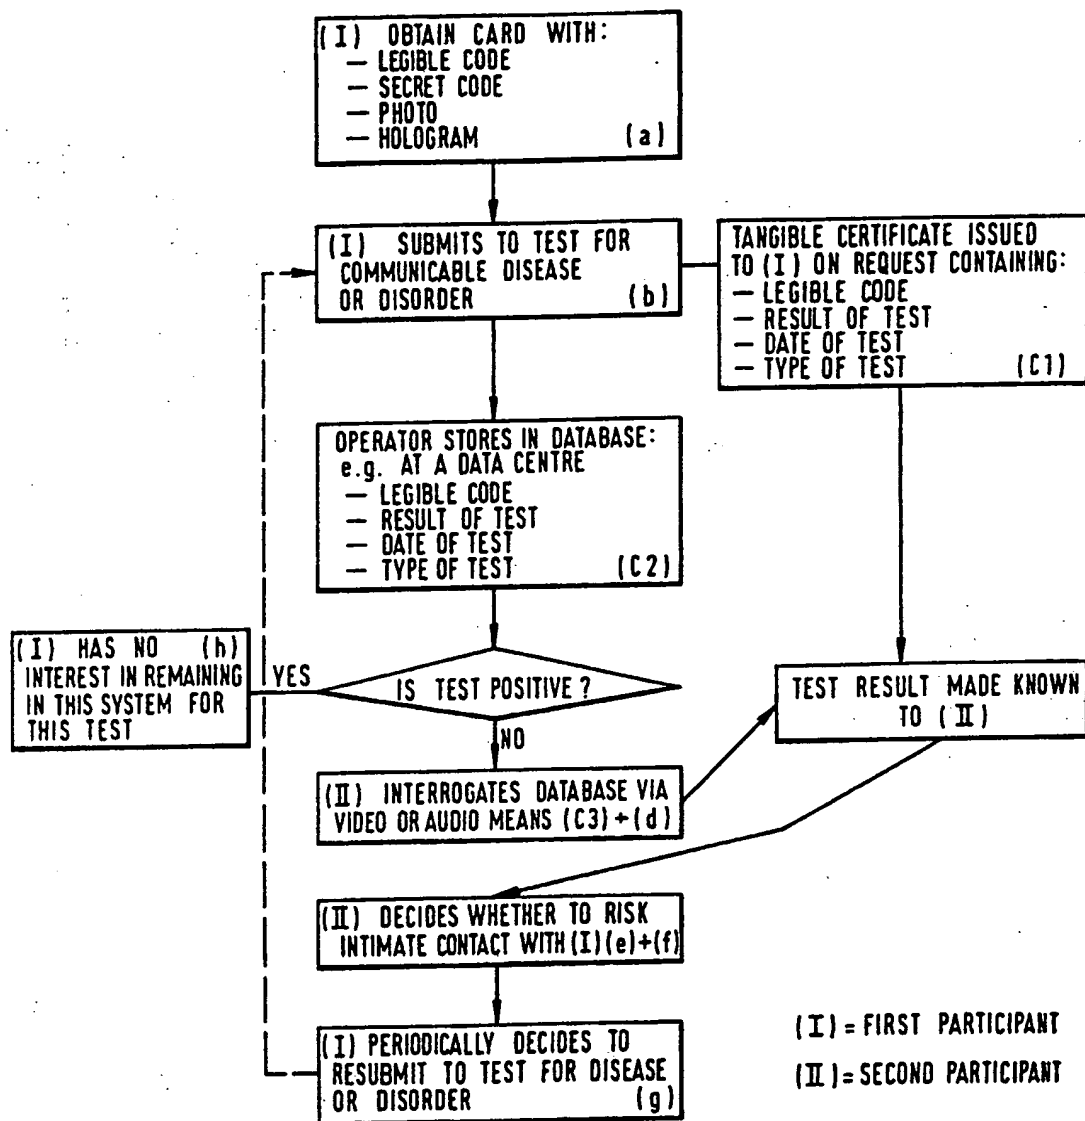 (I) OBTAIN CARD WITH:
— LEGIBLE CODE
— SECRET CODE
— PHOTO
— HOLOGRAM (a)
(I) SUBMITS TO TEST FOR
COMMUNICABLE DISEASE
OR DISORDER (b)
TANGIBLE CERTIFICATE ISSUED
TO (I) ON REQUEST CONTAINING:
— LEGIBLE CODE
— RESULT OF TEST
— DATE OF TEST
— TYPE OF TEST (C1)
OPERATOR STORES IN DATABASE:
e.g. AT A DATA CENTRE
— LEGIBLE CODE
— RESULT OF TEST
— DATE OF TEST
— TYPE OF TEST (C2)
(I) HAS NO (h)
INTEREST IN REMAINING
IN THIS SYSTEM FOR
THIS TEST
YES
IS TEST POSITIVE?
NO
TEST RESULT MADE KNOWN
TO (II)
(II) INTERROGATES DATABASE VIA
VIDEO OR AUDIO MEANS (C3)+(d)
(II) DECIDES WHETHER TO RISK
INTIMATE CONTACT WITH (I)(e)+(f)
(I) PERIODICALLY DECIDES TO
RESUBMIT TO TEST FOR DISEASE
OR DISORDER (g)
(I) = FIRST PARTICIPANT
(II) = SECOND PARTICIPANT